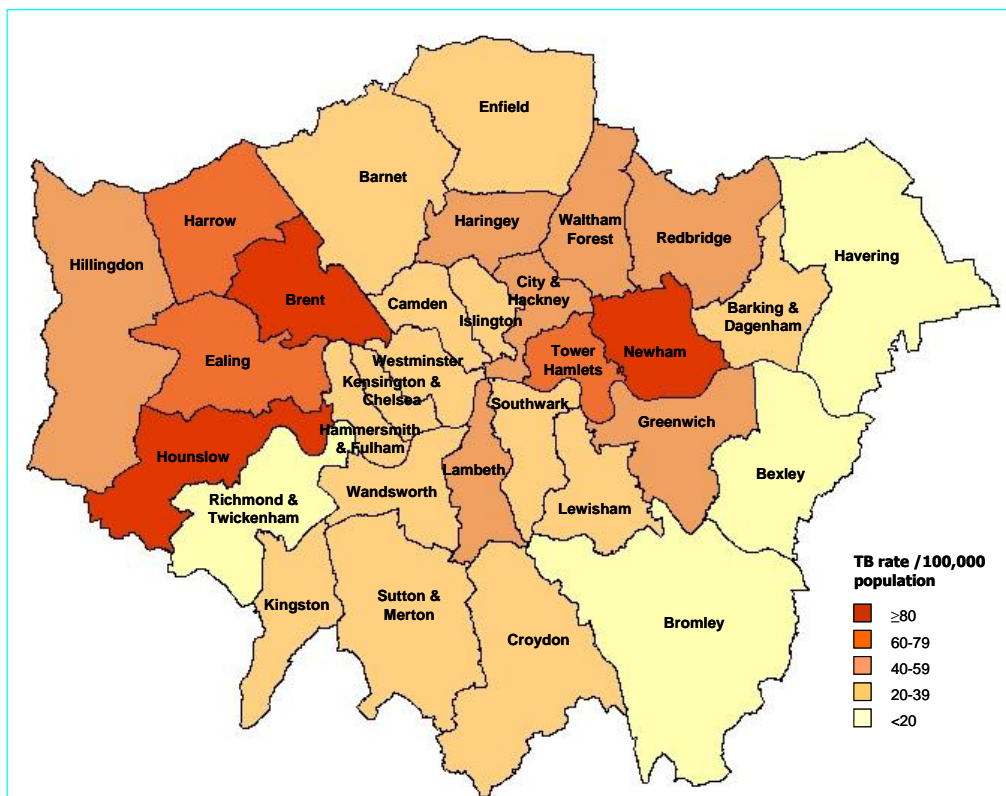 Enfield
Barnet
Harrow
Haringey
Waltham
Forest
Redbridge
Havering
Hillingdon
Brent
Camden
Islington
City &
Hackney
Barking &
Dagenham
Ealing
Westminster
Kensington &
Chelsea
Tower
Hamlets
Newham
Southwark
Greenwich
Hammersmith
& Fulham
Hounslow
Lambeth
Bexley
Richmond &
Twickenham
Wandsworth
Lewisham
Kingston
Sutton &
Merton
Croydon
Bromley
TB rate /100,000
population
≥80
60-79
40-59
20-39
<20